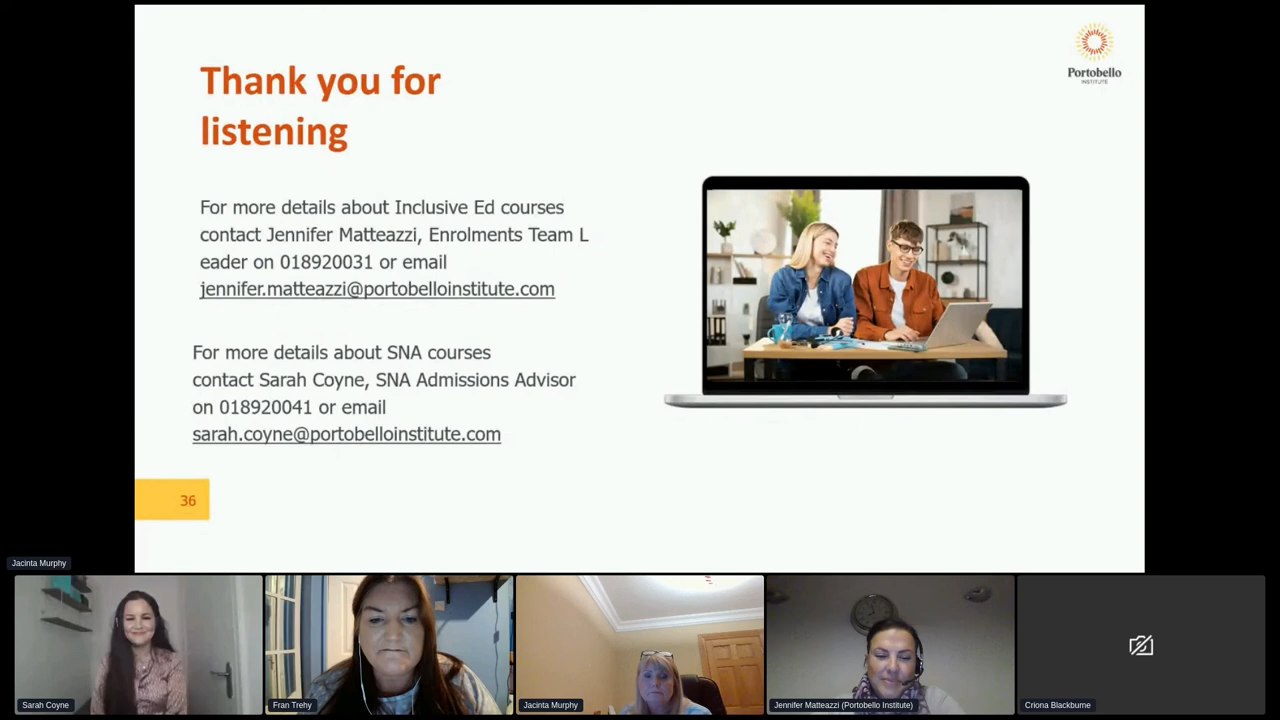 Portobello
INSTITUTE
Thank you for
listening
For more details about Inclusive Ed courses
contact Jennifer Matteazzi, Enrolments Team L
eader on 018920031 or email
jennifer.matteazzi@portobelloinstitute.com
For more details about SNA courses
contact Sarah Coyne, SNA Admissions Advisor
on 018920041 or email
sarah.coyne@portobelloinstitute.com
36
Jacinta Murphy
Sarah Coyne
Fran Trehy
Jacinta Murphy
Jennifer Matteazzi (Portobello Institute)
Criona Blackburne